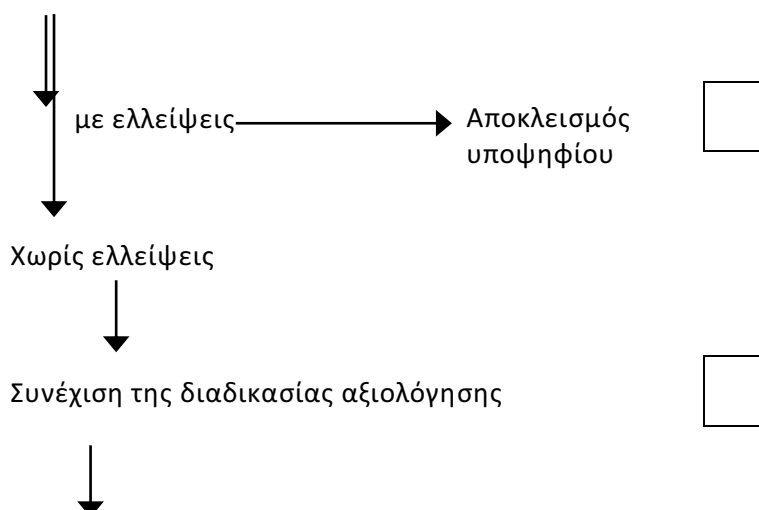 με ελλείψεις
Αποκλεισμός
υποψηφίου
Χωρίς ελλείψεις
Συνέχιση της διαδικασίας αξιολόγησης